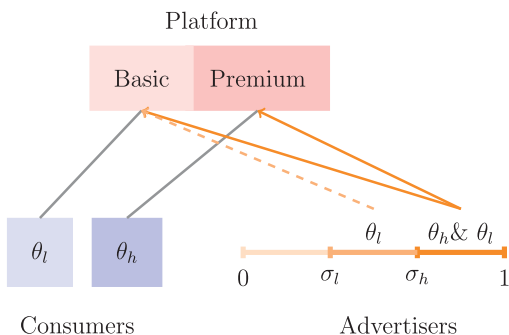 Platform
Basic Premium
θ_l θ_h& θ_l
θ_l θ_h
0 σ_l σ_h 1
Consumers Advertisers